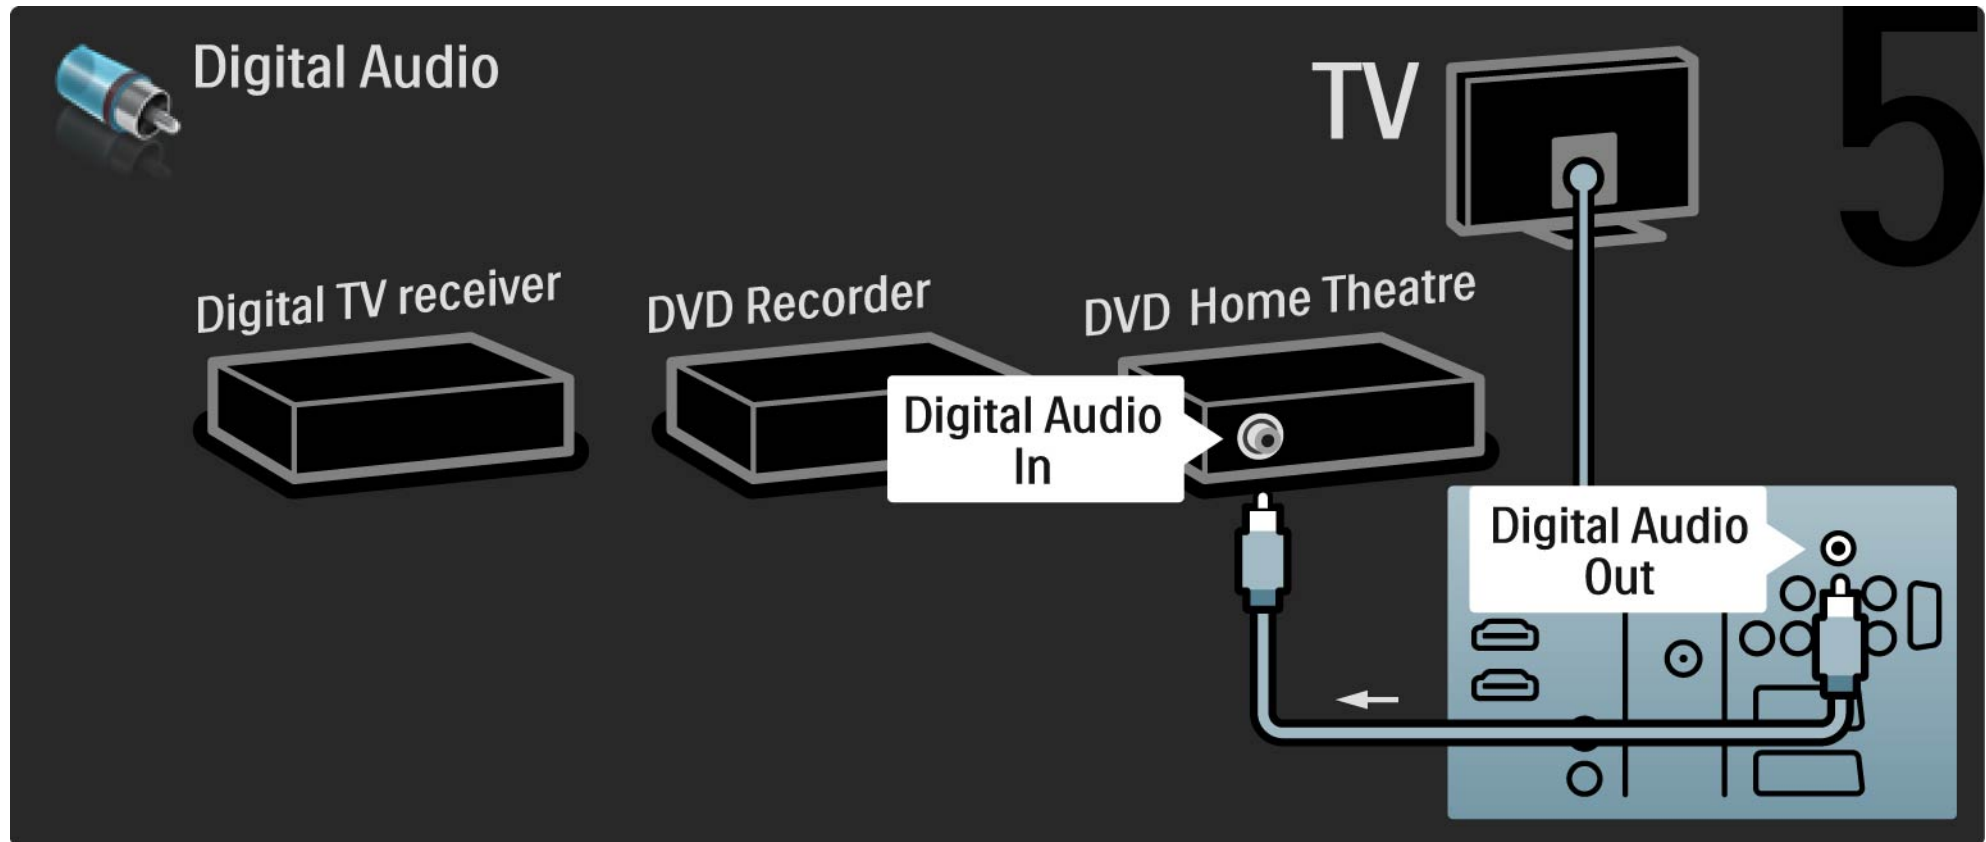 Digital Audio
TV
5
Digital TV receiver
DVD Recorder
DVD Home Theatre
Digital Audio
In
Digital Audio
Out